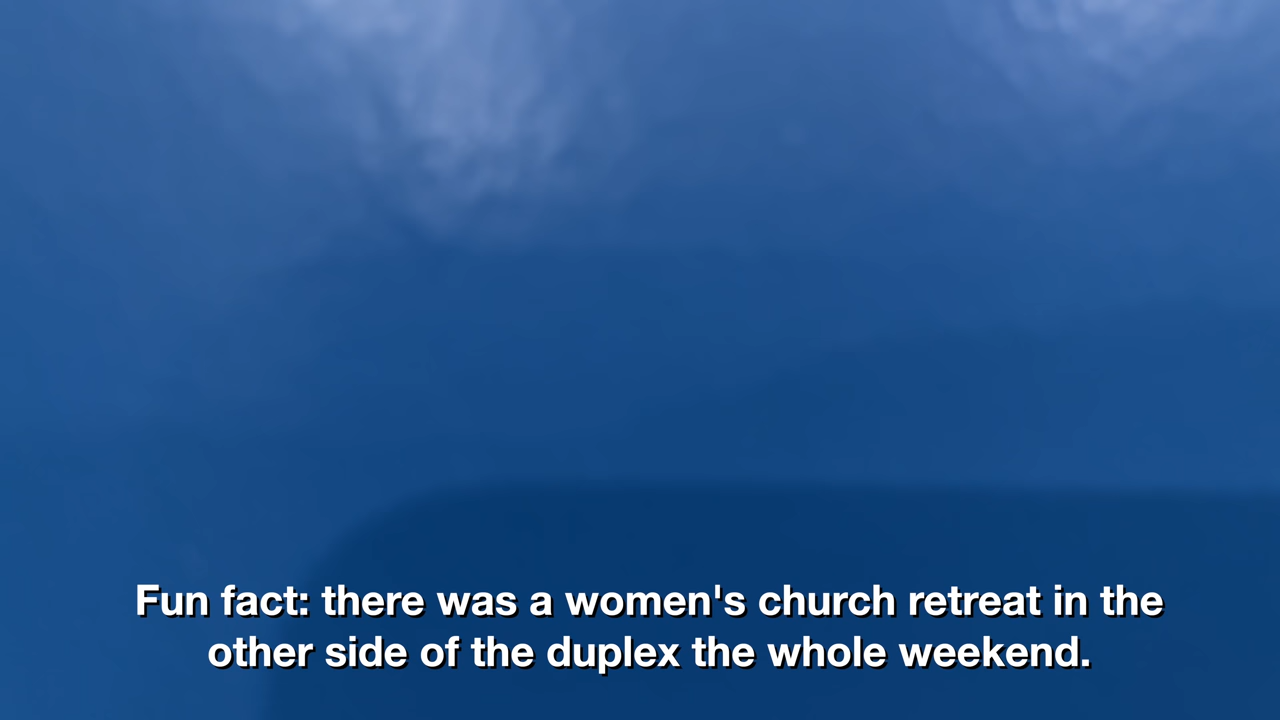 Fun fact: there was a women's church retreat in the
other side of the duplex the whole weekend.